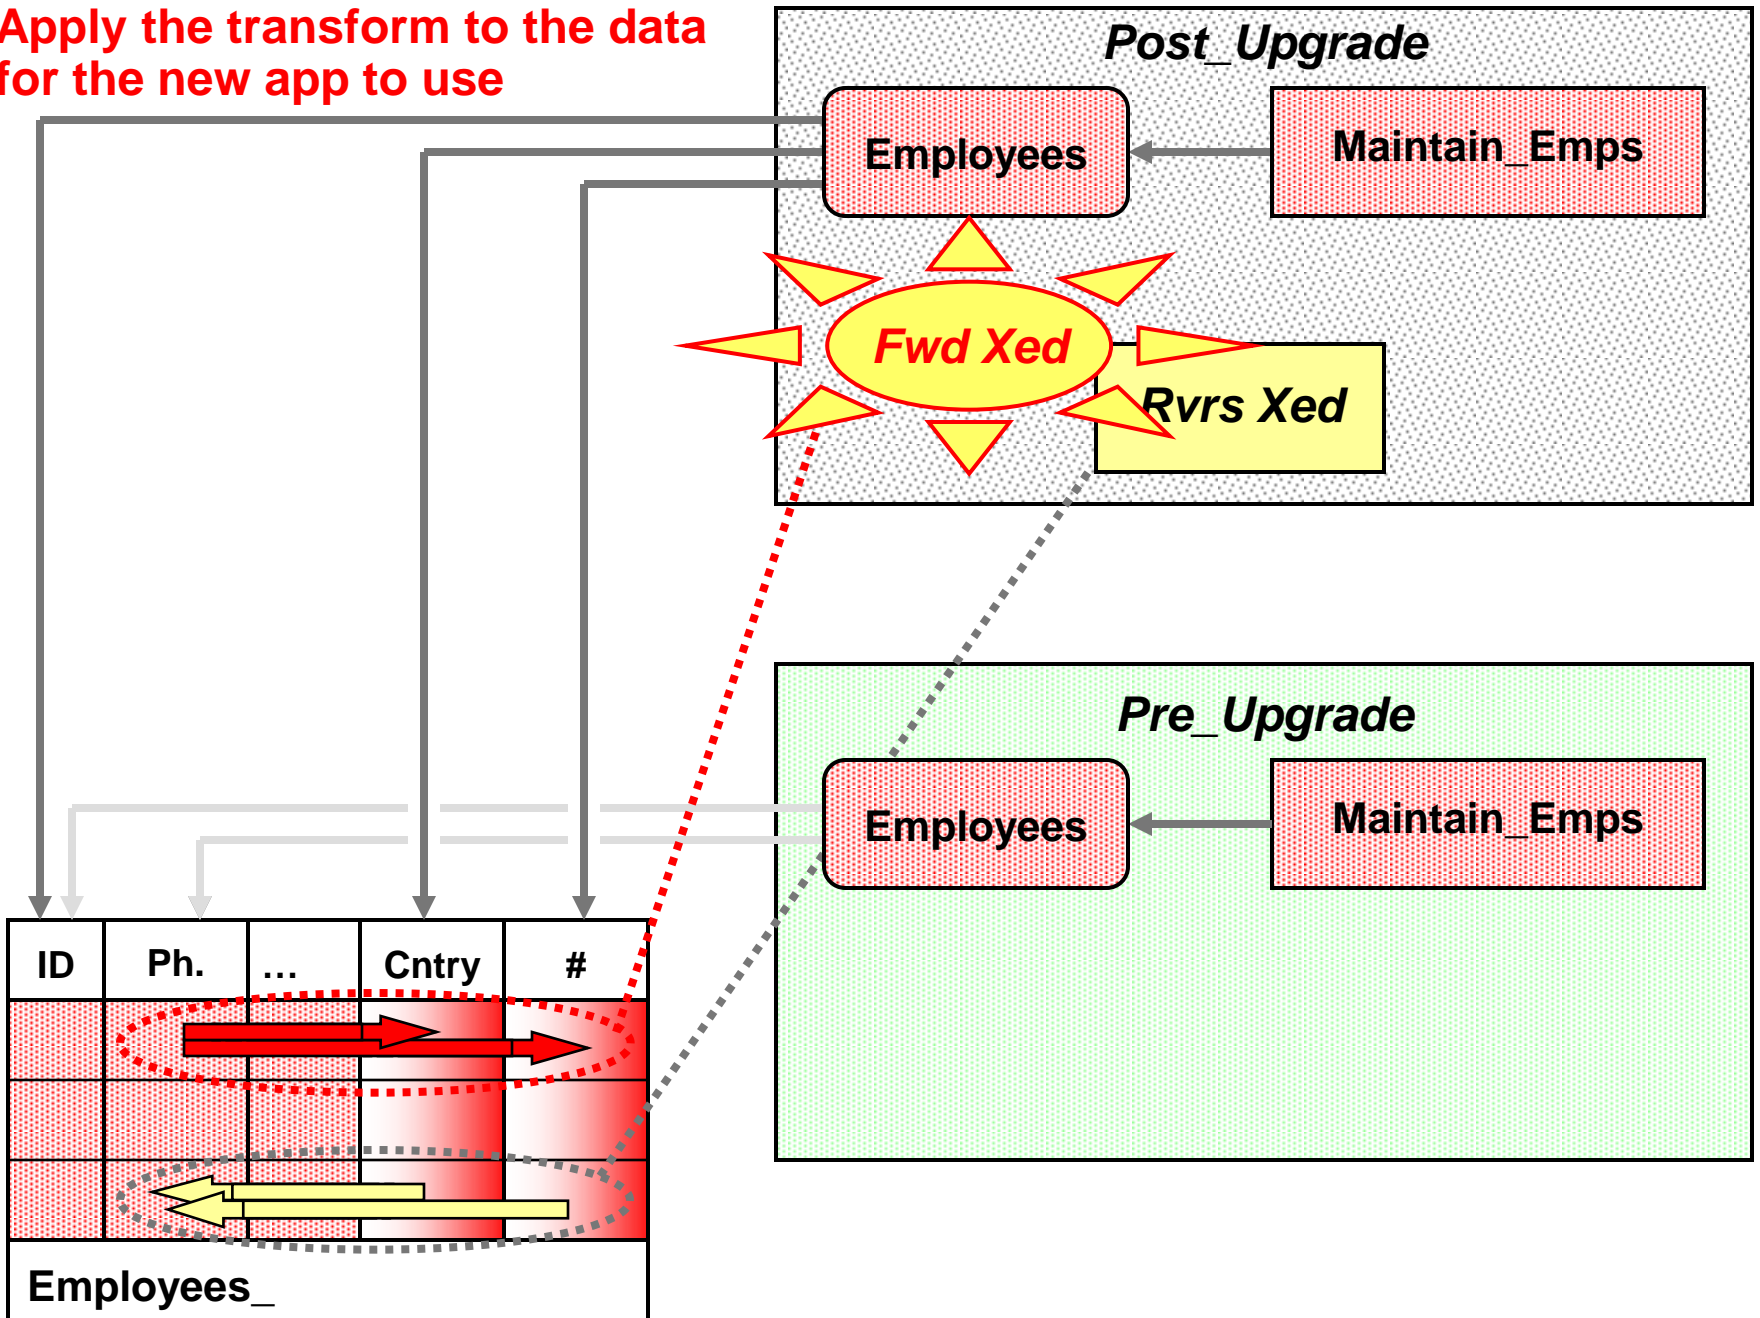 Apply the transform to the data
for the new app to use
Post_Upgrade
Employees
Maintain_Emps
Fwd Xed
Rvrs Xed
Pre_Upgrade
Employees
Maintain_Emps
ID Ph. ... Cntry #
Employees_